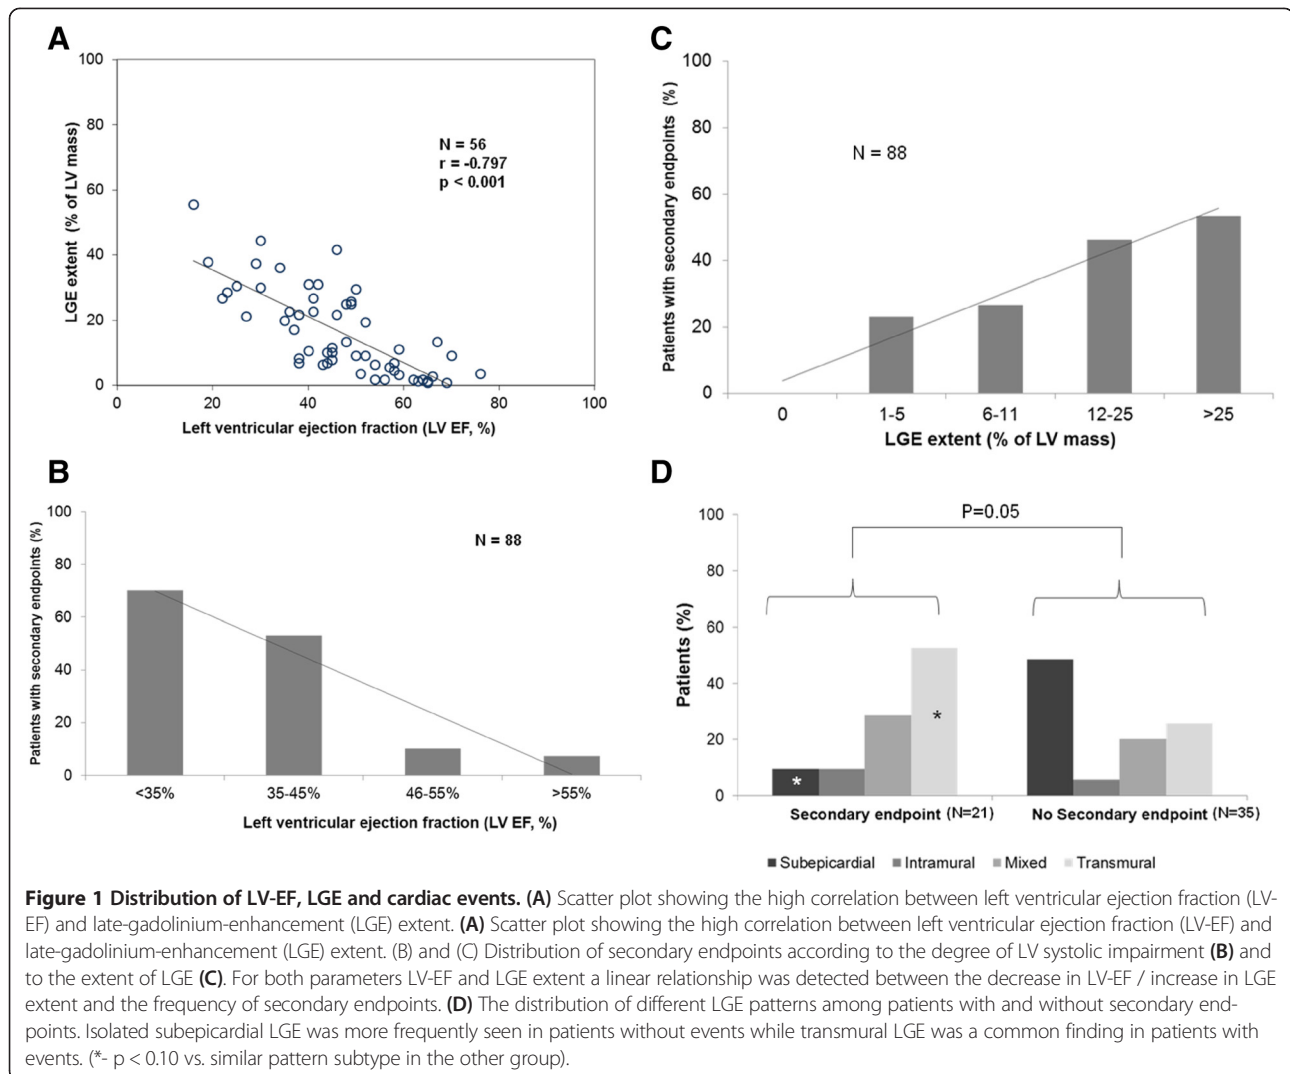 A
100
80
60
40
20
0
LGE extent (% of LV mass)
N = 56
r = -0.797
p < 0.001
0
20
40
60
80
100
Left ventricular ejection fraction (LV EF, %)
B
100
80
60
40
20
0
Patients with secondary endpoints (%)
N = 88
<35%
35-45%
46-55%
>55%
Left ventricular ejection fraction (LV EF, %)
C
100
80
60
40
20
0
Patients with secondary endpoints (%)
N = 88
0
1-5
6-11
12-25
>25
LGE extent (% of LV mass)
D
100
80
60
40
20
0
Patients (%)
P=0.05
*
*
Secondary endpoint (N=21)
No Secondary endpoint (N=35)
Subepicardial
Intramural
Mixed
Transmural
Figure 1 Distribution of LV-EF, LGE and cardiac events. (A) Scatter plot showing the high correlation between left ventricular ejection fraction (LV-
EF) and late-gadolinium-enhancement (LGE) extent. (A) Scatter plot showing the high correlation between left ventricular ejection fraction (LV-EF) and
late-gadolinium-enhancement (LGE) extent. (B) and (C) Distribution of secondary endpoints according to the degree of LV systolic impairment (B) and
to the extent of LGE (C). For both parameters LV-EF and LGE extent a linear relationship was detected between the decrease in LV-EF / increase in LGE
extent and the frequency of secondary endpoints. (D) The distribution of different LGE patterns among patients with and without secondary end-
points. Isolated subepicardial LGE was more frequently seen in patients without events while transmural LGE was a common finding in patients with
events. (*- p < 0.10 vs. similar pattern subtype in the other group).